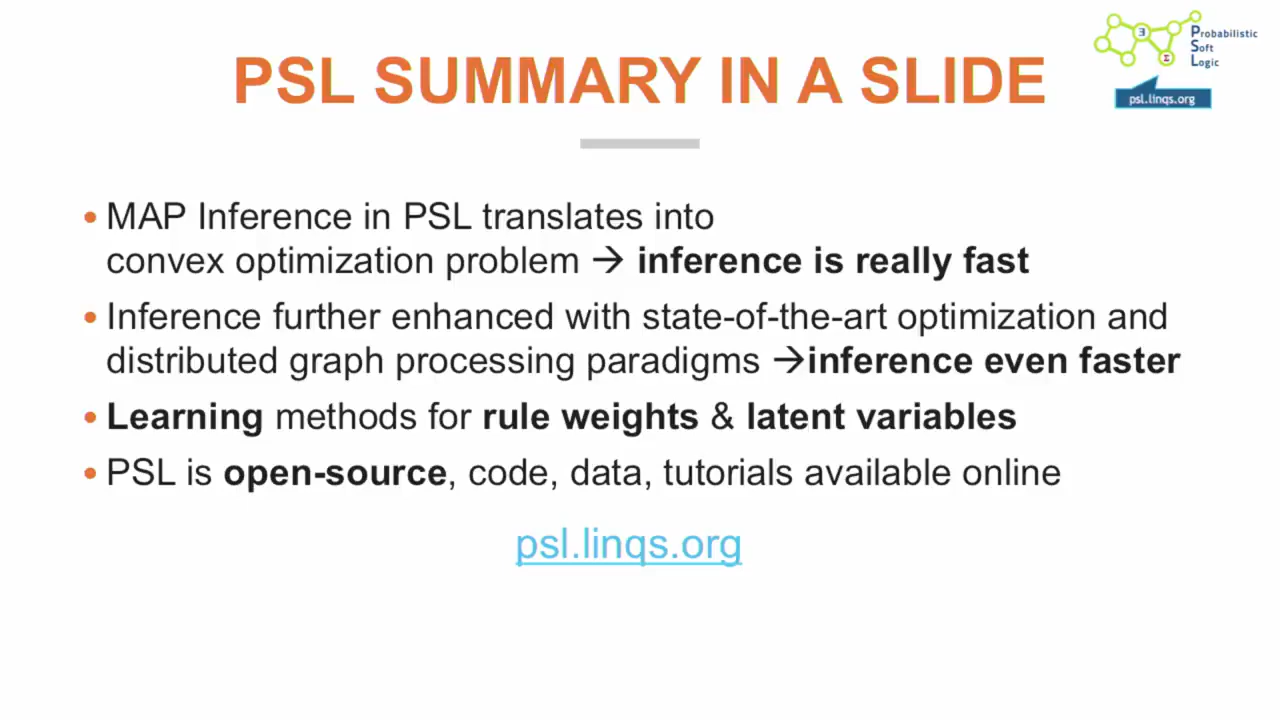 PSL SUMMARY IN A SLIDE
Probabilistic
Soft
Logic
psl.linqs.org
• MAP Inference in PSL translates into
convex optimization problem → inference is really fast
• Inference further enhanced with state-of-the-art optimization and
distributed graph processing paradigms →inference even faster
• Learning methods for rule weights & latent variables
• PSL is open-source, code, data, tutorials available online
psl.linqs.org